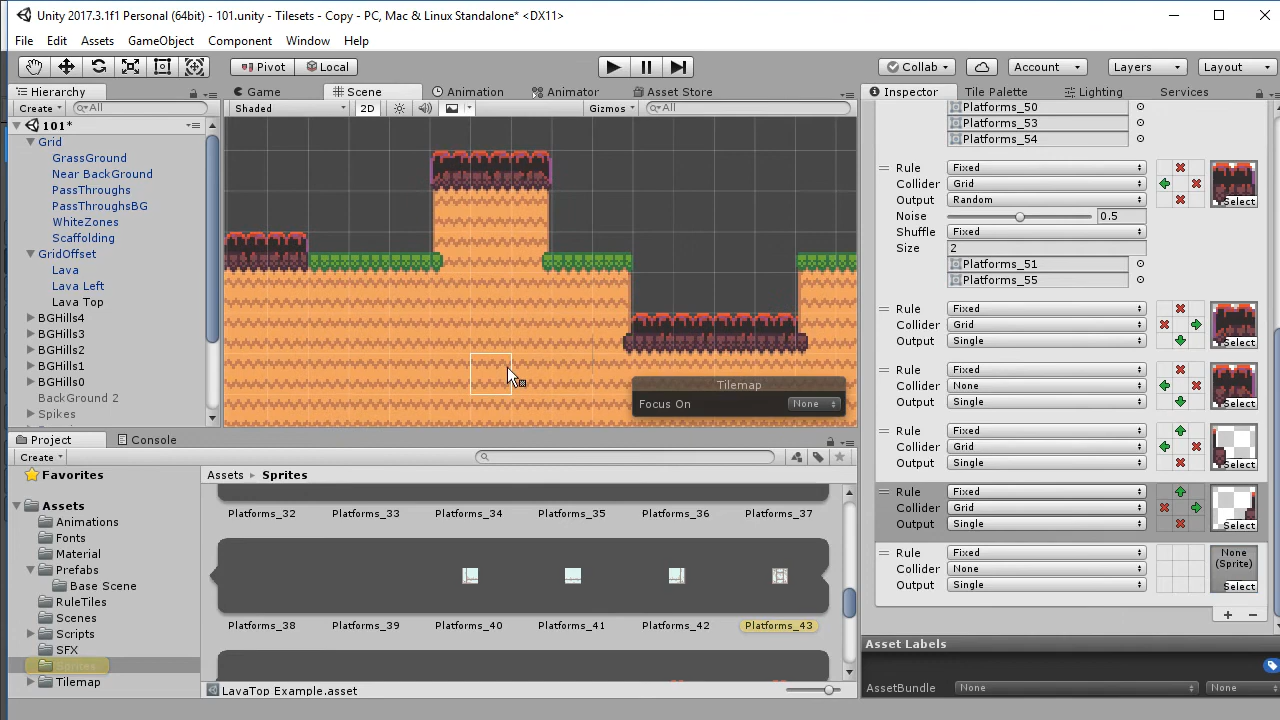 Unity 2017.3.1f1 Personal (64bit) - 101.unity - Tilesets - Copy - PC, Mac & Linux Standalone* <DX11>
File Edit Assets GameObject Component Window Help
Pivot Local Collab Account Layers Layout
Hierarchy Game Scene Animation Animator Asset Store Inspector Tile Palette Lighting Services
Create All Shaded 2D Gizmos All
101*
Grid
GrassGround
Near BackGround
PassThroughs
PassThroughsBG
WhiteZones
Scaffolding
GridOffset
Lava
Lava Left
Lava Top
BGHills4
BGHills3
BGHills2
BGHills1
BGHills0
BackGround 2
Spikes
Tilemap
Focus On None
Platforms_50
Platforms_53
Platforms_54
Rule Fixed
Collider Grid
Output Random Select
Noise 0.5
Shuffle Fixed
Size 2
Platforms_51
Platforms_55
Rule Fixed
Collider Grid
Output Single Select
Rule Fixed
Collider None
Output Single Select
Rule Fixed
Collider Grid
Output Single Select
Rule Fixed
Collider Grid
Output Single Select
Rule Fixed None (Sprite)
Collider None
Output Single Select
Asset Labels
AssetBundle None None
Project Console
Create
Favorites
Assets
Animations
Fonts
Material
Prefabs
Base Scene
RuleTiles
Scenes
Scripts
SFX
Sprites
Tilemap
Assets Sprites
Platforms_32 Platforms_33 Platforms_34 Platforms_35 Platforms_36 Platforms_37
Platforms_38 Platforms_39 Platforms_40 Platforms_41 Platforms_42 Platforms_43
LavaTop Example.asset